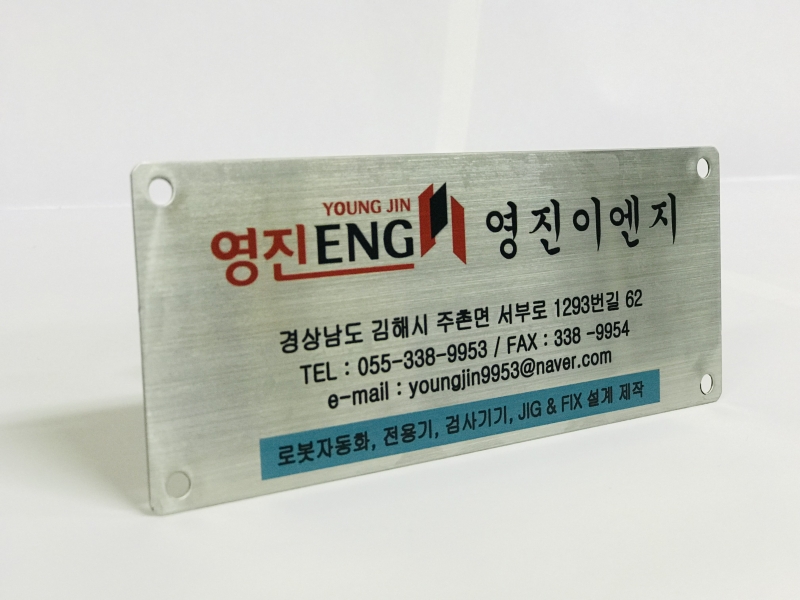 YOUNG JIN
영진ENG 영진이엔지
경상남도 김해시 주촌면 서부로 1293번길 62
TEL : 055-338-9953 / FAX : 338 -9954
e-mail : youngjin9953@naver.com
로봇자동화, 전용기, 검사기기, JIG & FIX 설계 제작